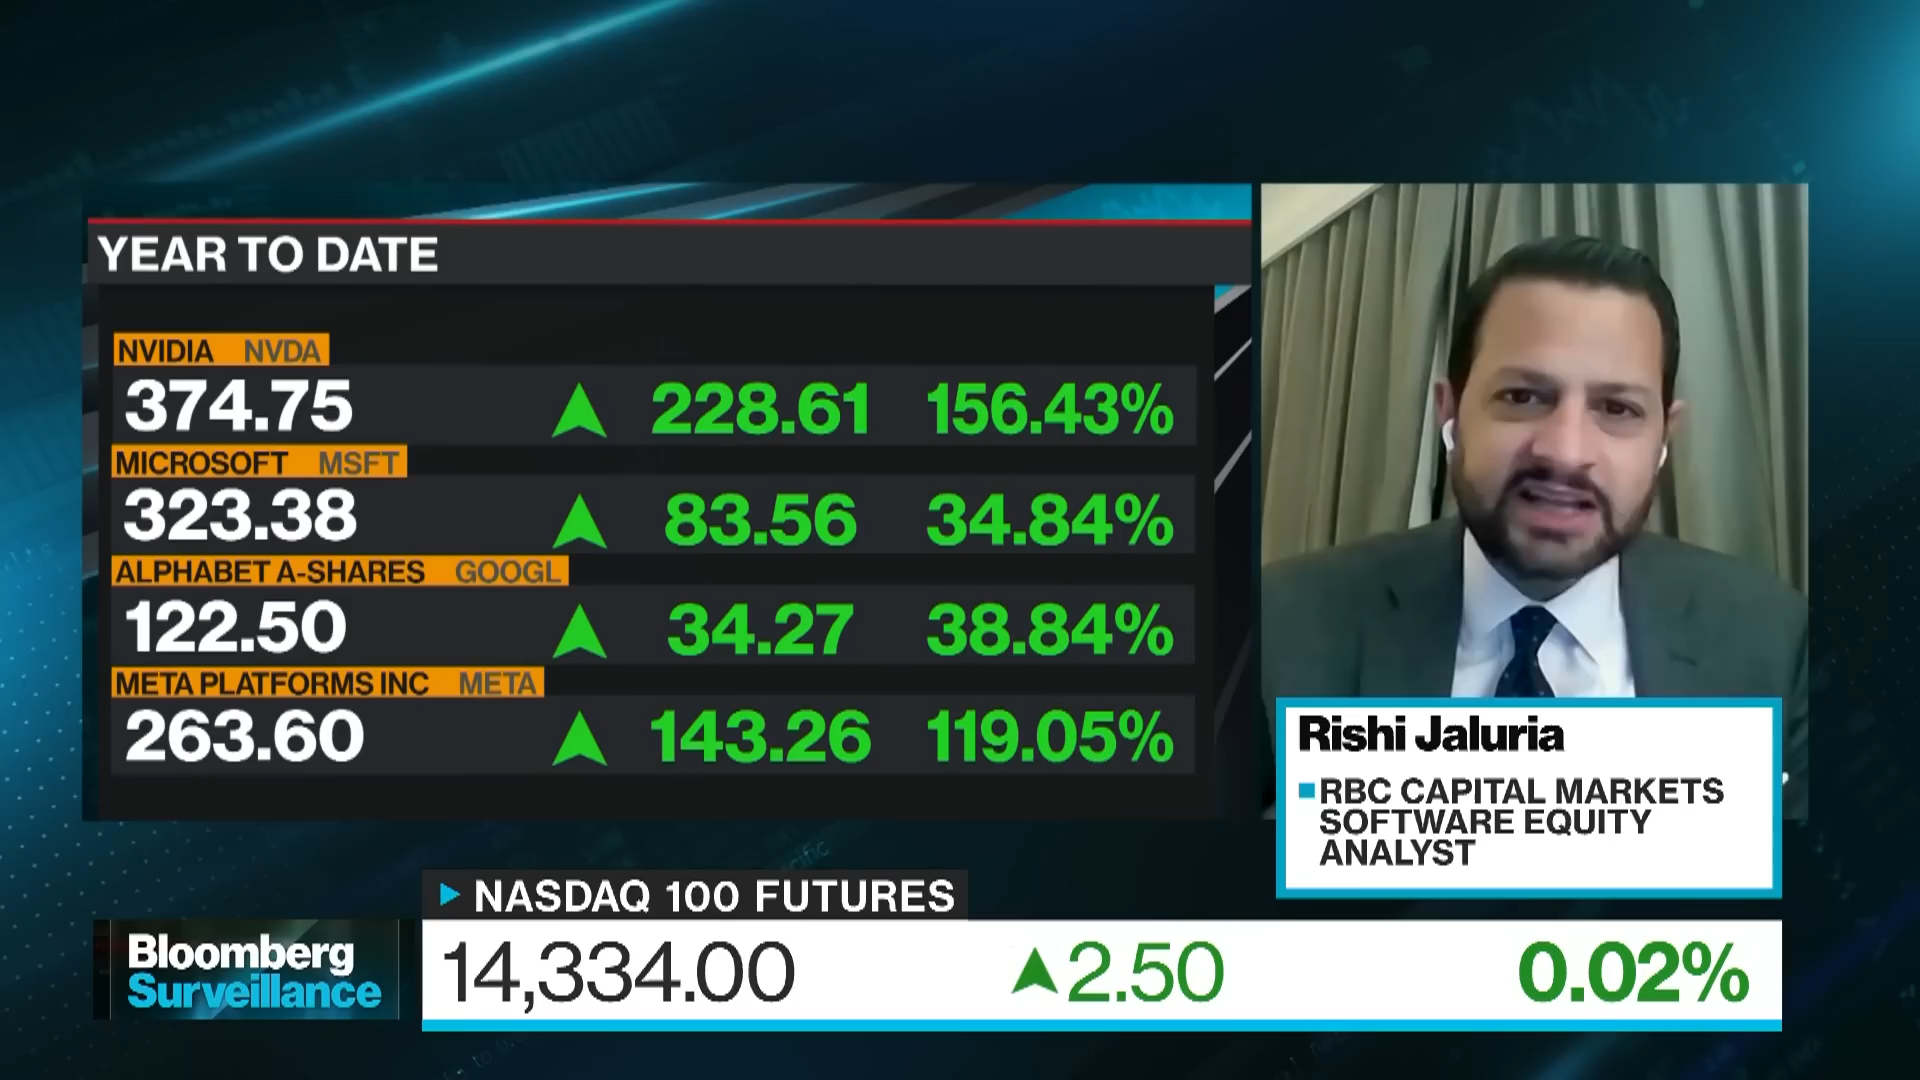 YEAR TO DATE
NVIDIA NVDA
374.75 ▲ 228.61 156.43%
MICROSOFT MSFT
323.38 ▲ 83.56 34.84%
ALPHABET A-SHARES GOOGL
122.50 ▲ 34.27 38.84%
META PLATFORMS INC META
263.60 ▲ 143.26 119.05%
Rishi Jaluria
RBC CAPITAL MARKETS
SOFTWARE EQUITY
ANALYST
NASDAQ 100 FUTURES
14,334.00 ▲2.50 0.02%
Bloomberg
Surveillance